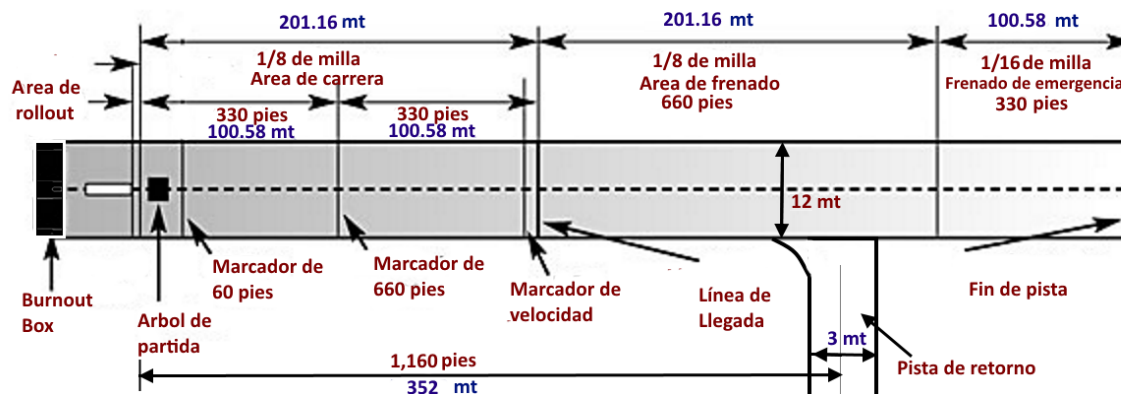 201.16 mt
201.16 mt
100.58 mt
1/8 de milla
Area de carrera
1/8 de milla
Area de frenado
660 pies
1/16 de milla
Frenado de emergencia
330 pies
Area de
rollout
330 pies
100.58 mt
330 pies
100.58 mt
12 mt
Burnout
Box
Arbol de
partida
Marcador de
60 pies
Marcador de
660 pies
Marcador de
velocidad
Línea de
Llegada
Fin de pista
3 mt
Pista de retorno
1,160 pies
352 mt